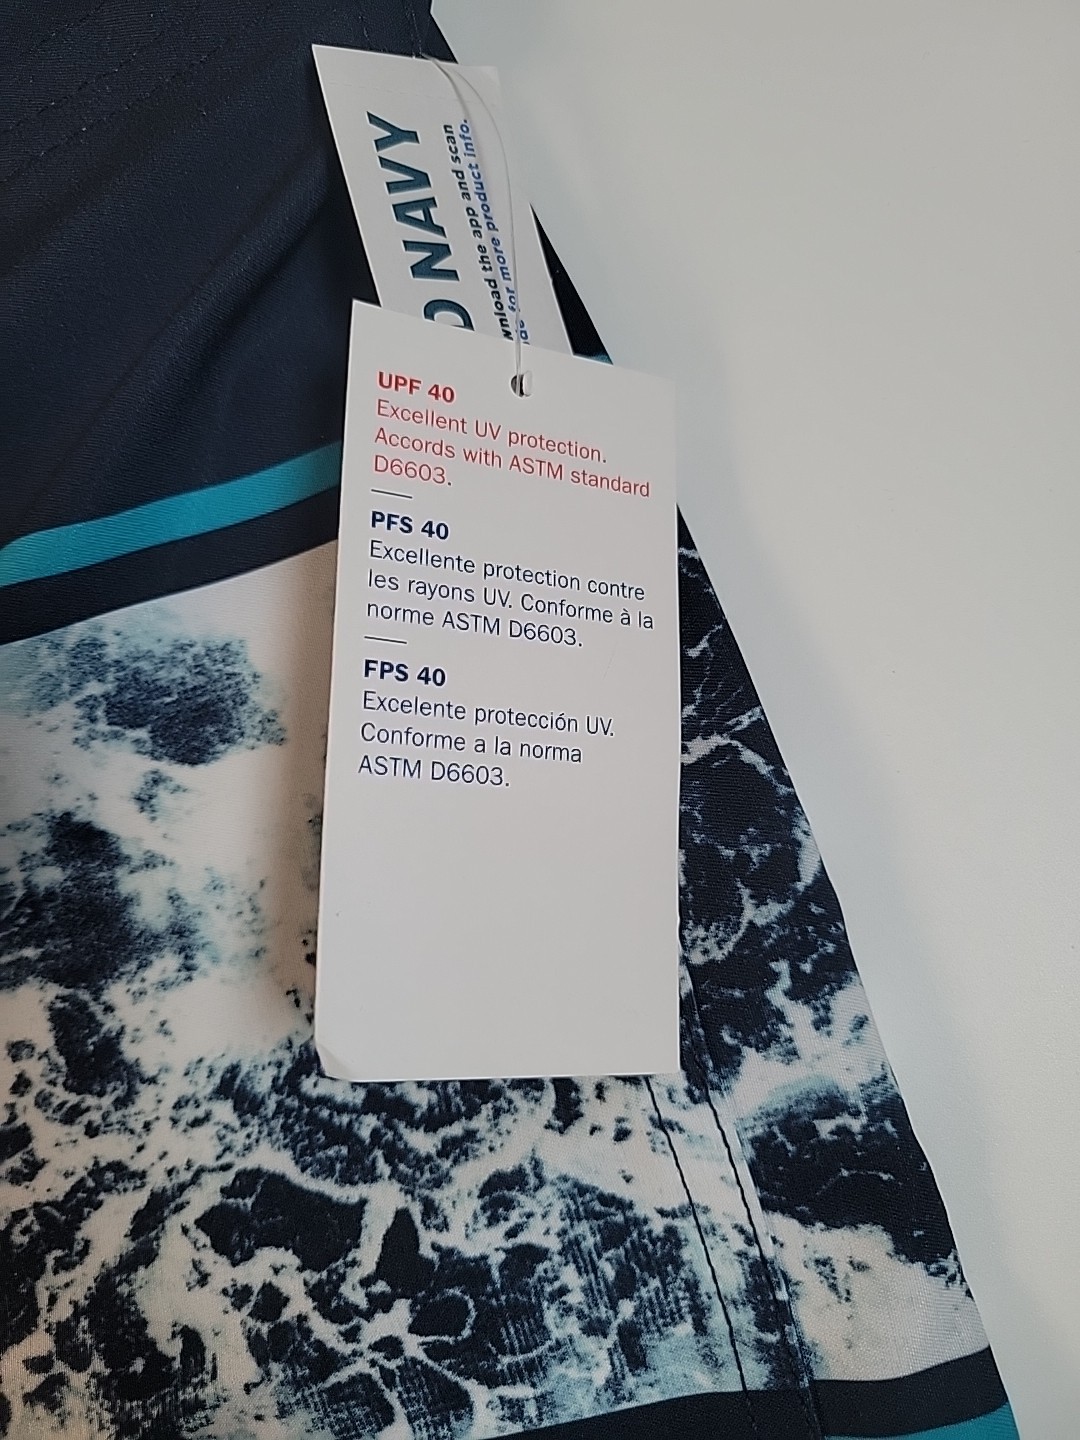 NAVY
the app and scan
for more product info.
UPF 40
Excellent UV protection.
Accords with ASTM standard
D6603.
PFS 40
Excellente protection contre
les rayons UV. Conforme à la
norme ASTM D6603.
FPS 40
Excelente protección UV.
Conforme a la norma
ASTM D6603.